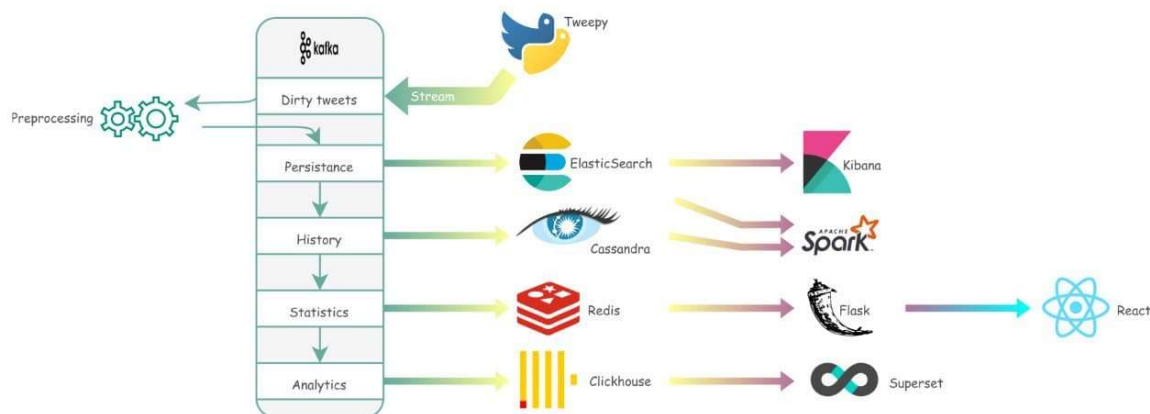 Tweepy
kafka
Dirty tweets
Stream
Preprocessing
Persistance
ElasticSearch
Kibana
History
Cassandra
APACHE
Spark
Statistics
Redis
Flask
React
Analytics
Clickhouse
Superset